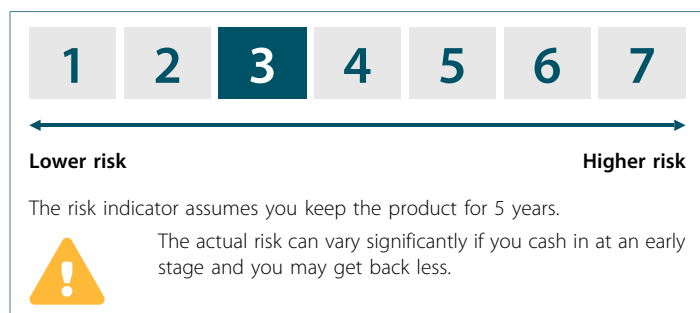 1 2 3 4 5 6 7
Lower risk Higher risk
The risk indicator assumes you keep the product for 5 years.
The actual risk can vary significantly if you cash in at an early
stage and you may get back less.